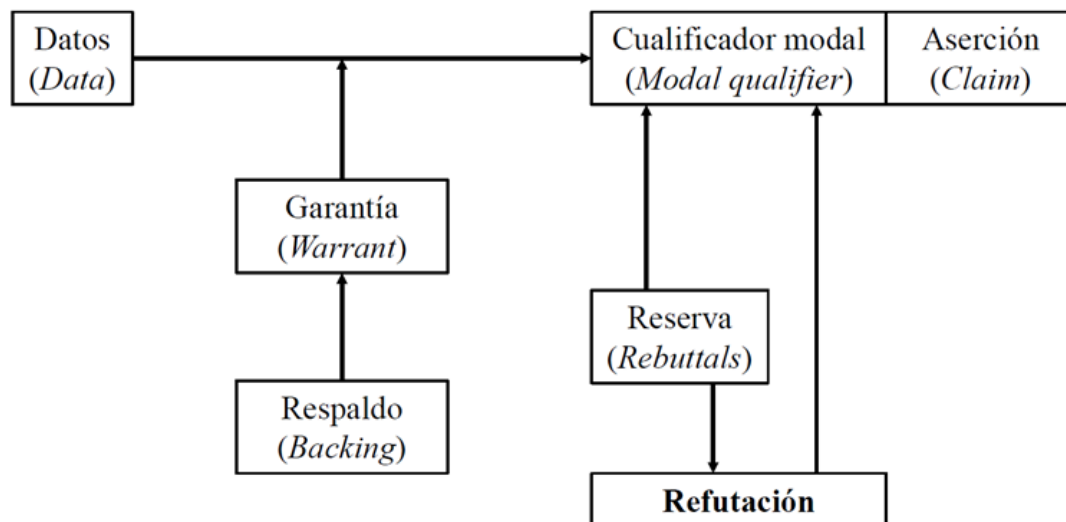 Datos
(Data)
Cualificador modal
(Modal qualifier)
Aserción
(Claim)
Garantía
(Warrant)
Reserva
(Rebuttals)
Respaldo
(Backing)
Refutación